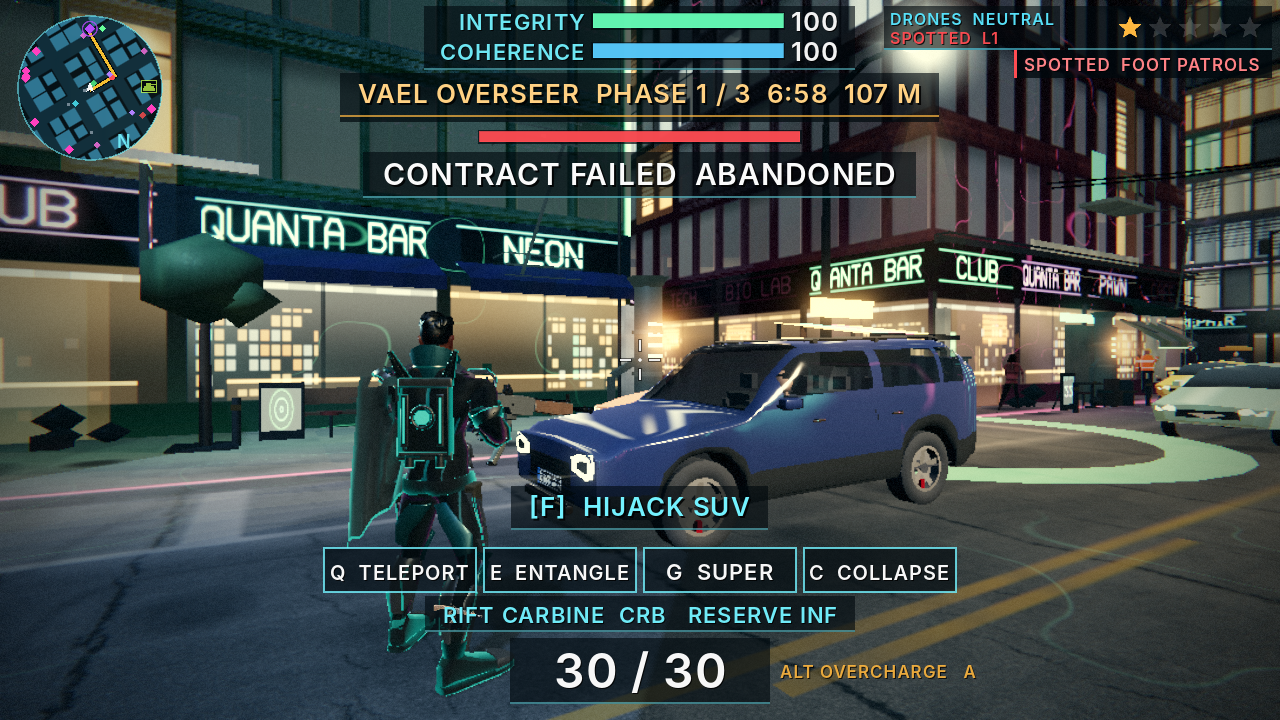 INTEGRITY 100
COHERENCE 100
DRONES NEUTRAL
SPOTTED L1
SPOTTED FOOT PATROLS
VAEL OVERSEER PHASE 1 / 3 6:58 107 M
CONTRACT FAILED ABANDONED
N
UB
QUANTA BAR
NEON
TECH
BIO LAB
Q ANTA BAR
CLUB
QUANTA BAR
PAWN
[F] HIJACK SUV
Q TELEPORT
E ENTANGLE
G SUPER
C COLLAPSE
RIFT CARBINE CRB RESERVE INF
30 / 30
ALT OVERCHARGE A